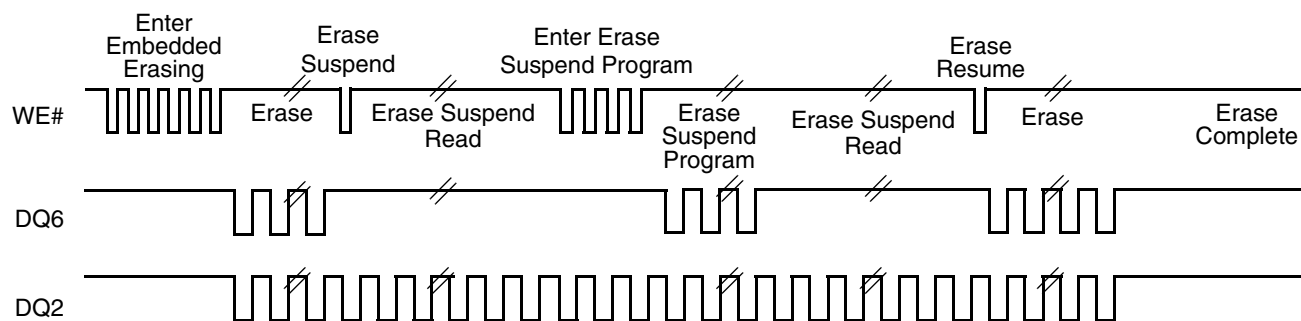 Enter
Embedded
Erasing
Erase
Suspend
Enter Erase
Suspend Program
Erase
Resume
WE#
Erase
Erase Suspend
Read
Erase
Suspend
Program
Erase Suspend
Read
Erase
Erase
Complete
DQ6
DQ2